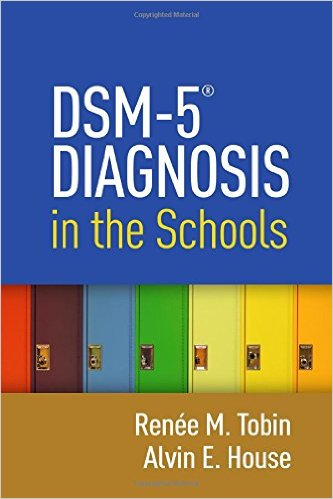 DSM-5®
DIAGNOSIS
in the Schools
Renée M. Tobin
Alvin E. House